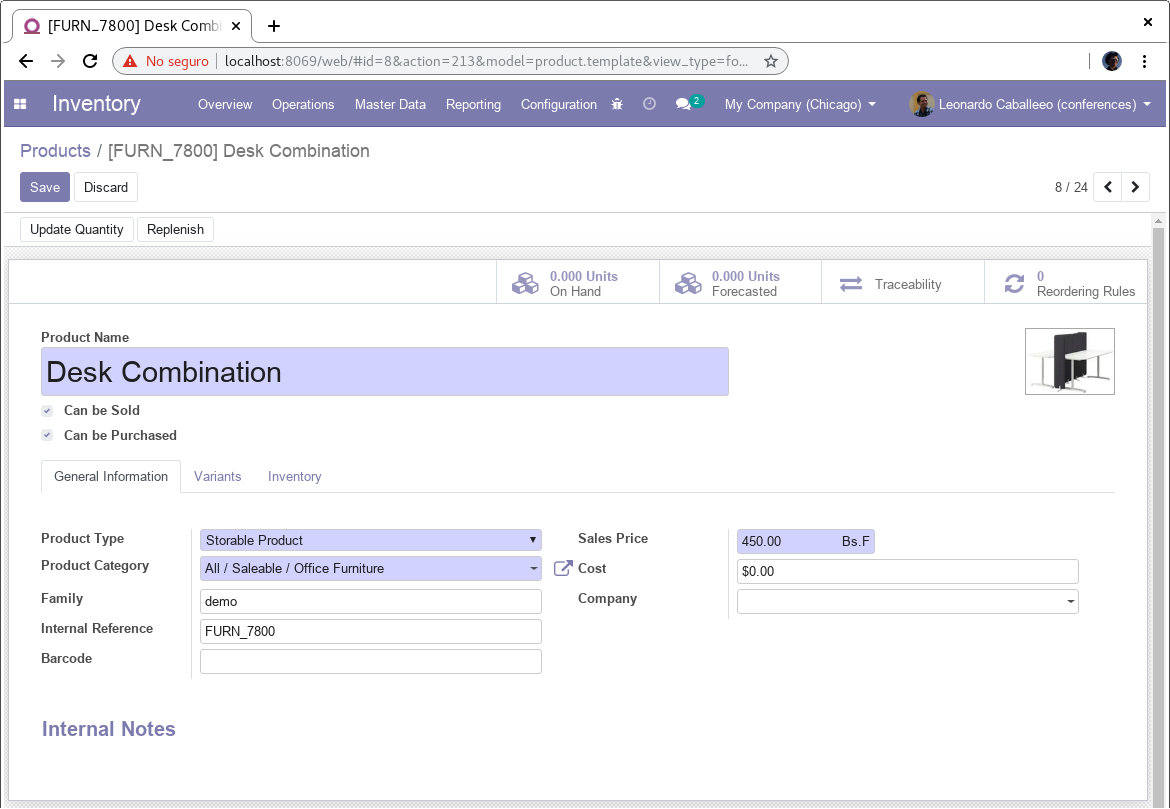 [FURN_7800] Desk Combi
No seguro localhost:8069/web/#id=8&action=213&model=product.template&view_type=fo...
Inventory Overview Operations Master Data Reporting Configuration 2 My Company (Chicago) Leonardo Caballeeo (conferences)
Products / [FURN_7800] Desk Combination
Save Discard 8 / 24
Update Quantity Replenish
0.000 Units
On Hand
0.000 Units
Forecasted
Traceability
0
Reordering Rules
Product Name
Desk Combination
Can be Sold
Can be Purchased
General Information Variants Inventory
Product Type Storable Product
Product Category All / Saleable / Office Furniture
Family demo
Internal Reference FURN_7800
Barcode
Sales Price 450.00 Bs.F
Cost $0.00
Company
Internal Notes